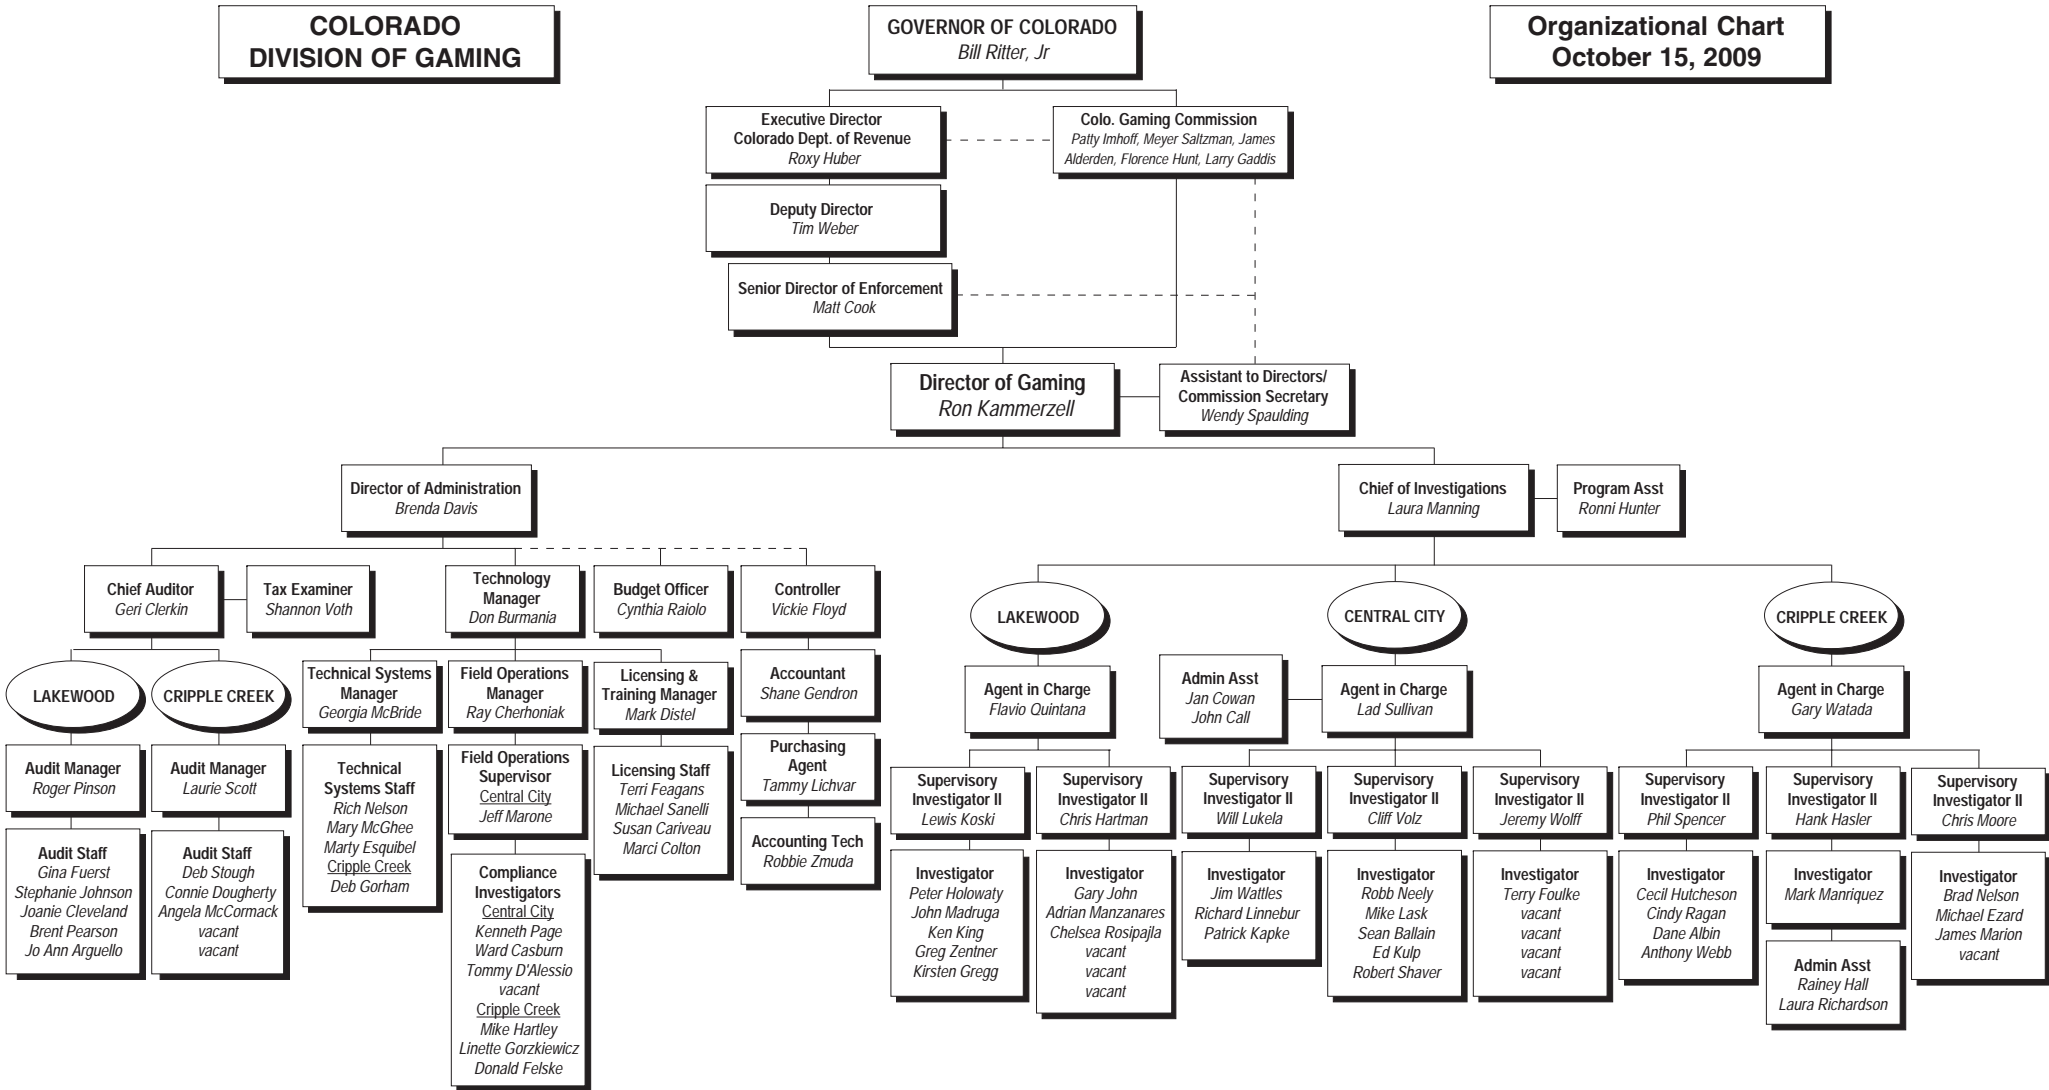 COLORADO
DIVISION OF GAMING
GOVERNOR OF COLORADO
Bill Ritter, Jr
Organizational Chart
October 15, 2009
Executive Director
Colorado Dept. of Revenue
Roxy Huber
Colo. Gaming Commission
Patty Imhoff, Meyer Saltzman, James
Alderden, Florence Hunt, Larry Gaddis
Deputy Director
Tim Weber
Senior Director of Enforcement
Matt Cook
Director of Gaming
Ron Kammerzell
Assistant to Directors/
Commission Secretary
Wendy Spaulding
Director of Administration
Brenda Davis
Chief of Investigations
Laura Manning
Program Asst
Ronni Hunter
Chief Auditor
Geri Clerkin
Tax Examiner
Shannon Voth
Technology
Manager
Don Burmania
Budget Officer
Cynthia Raiolo
Controller
Vickie Floyd
LAKEWOOD
CENTRAL CITY
CRIPPLE CREEK
LAKEWOOD
CRIPPLE CREEK
Technical Systems
Manager
Georgia McBride
Field Operations
Manager
Ray Cherhoniak
Licensing &
Training Manager
Mark Distel
Accountant
Shane Gendron
Agent in Charge
Flavio Quintana
Admin Asst
Jan Cowan
John Call
Agent in Charge
Lad Sullivan
Agent in Charge
Gary Watada
Audit Manager
Roger Pinson
Audit Manager
Laurie Scott
Technical
Systems Staff
Rich Nelson
Mary McGhee
Marty Esquibel
Cripple Creek
Deb Gorham
Field Operations
Supervisor
Central City
Jeff Marone
Licensing Staff
Terri Feagans
Michael Sanelli
Susan Cariveau
Marci Colton
Purchasing
Agent
Tammy Lichvar
Supervisory
Investigator II
Lewis Koski
Supervisory
Investigator II
Chris Hartman
Supervisory
Investigator II
Will Lukela
Supervisory
Investigator II
Cliff Volz
Supervisory
Investigator II
Jeremy Wolff
Supervisory
Investigator II
Phil Spencer
Supervisory
Investigator II
Hank Hasler
Supervisory
Investigator II
Chris Moore
Audit Staff
Gina Fuerst
Stephanie Johnson
Joanie Cleveland
Brent Pearson
Jo Ann Arguello
Audit Staff
Deb Stough
Connie Dougherty
Angela McCormack
vacant
vacant
Compliance
Investigators
Central City
Kenneth Page
Ward Casburn
Tommy D'Alessio
vacant
Cripple Creek
Mike Hartley
Linette Gorzkiewicz
Donald Felske
Accounting Tech
Robbie Zmuda
Investigator
Peter Holowaty
John Madruga
Ken King
Greg Zentner
Kirsten Gregg
Investigator
Gary John
Adrian Manzanares
Chelsea Rosipajla
vacant
vacant
vacant
Investigator
Jim Wattles
Richard Linnebur
Patrick Kapke
Investigator
Robb Neely
Mike Lask
Sean Ballain
Ed Kulp
Robert Shaver
Investigator
Terry Foulke
vacant
vacant
vacant
vacant
Investigator
Cecil Hutcheson
Cindy Ragan
Dane Albin
Anthony Webb
Investigator
Mark Manriquez
Admin Asst
Rainey Hall
Laura Richardson
Investigator
Brad Nelson
Michael Ezard
James Marion
vacant